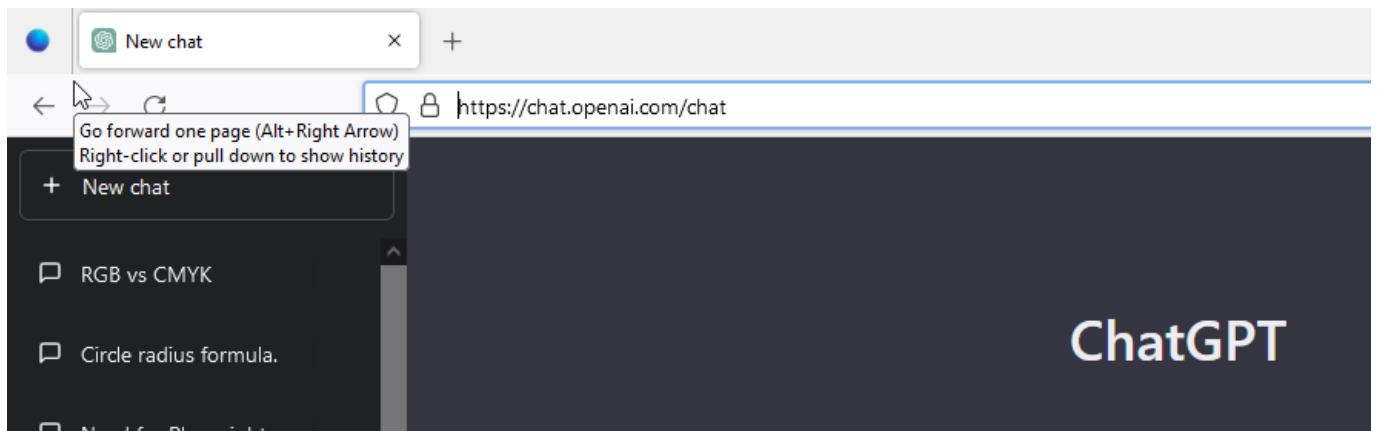 New chat
https://chat.openai.com/chat
Go forward one page (Alt+Right Arrow)
Right-click or pull down to show history
New chat
RGB vs CMYK
Circle radius formula.
ChatGPT